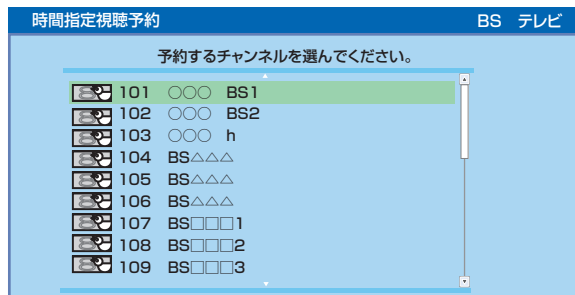 時間指定視聴予約 BS テレビ
予約するチャンネルを選んでください。
101 ○○○ BS1
102 ○○○ BS2
103 ○○○ h
104 BS△△△
105 BS△△△
106 BS△△△
107 BS□□□1
108 BS□□□2
109 BS□□□3